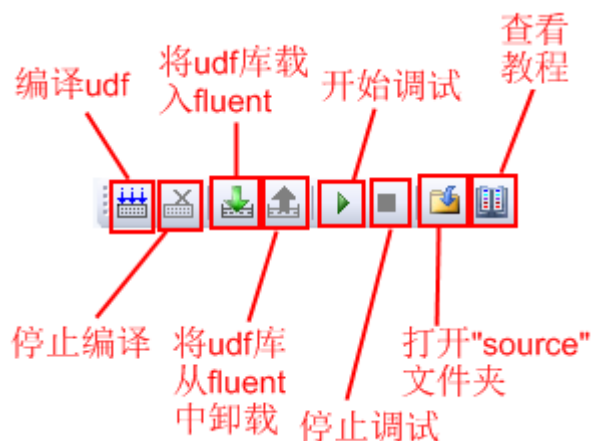 查看
教程
编译udf
将udf库载
入fluent
开始调试
停止编译
将udf库
从fluent
中卸载
停止调试
打开"source"
文件夹